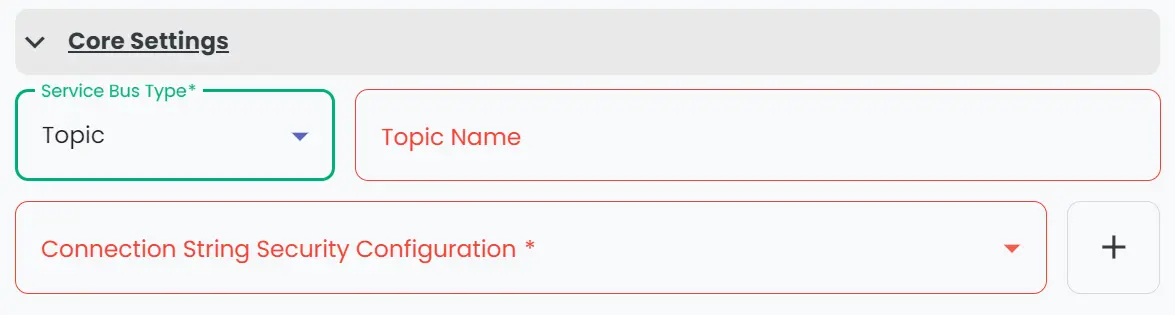 Core Settings
Service Bus Type*
Topic
Topic Name
Connection String Security Configuration *
+